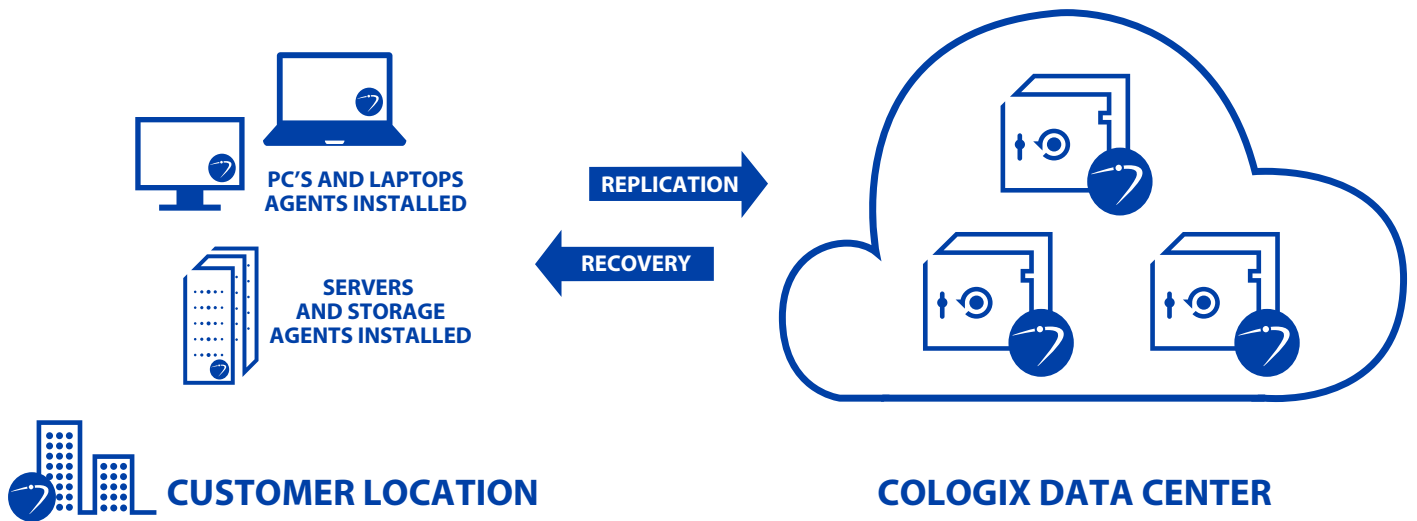 PC'S AND LAPTOPS
AGENTS INSTALLED
REPLICATION
RECOVERY
SERVERS
AND STORAGE
AGENTS INSTALLED
CUSTOMER LOCATION
COLOGIX DATA CENTER